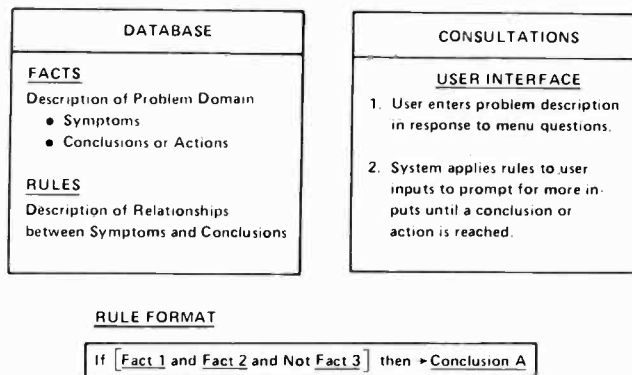 DATABASE
FACTS
Description of Problem Domain
• Symptoms
• Conclusions or Actions
RULES
Description of Relationships
between Symptoms and Conclusions
CONSULTATIONS
USER INTERFACE
1. User enters problem description
in response to menu questions.
2. System applies rules to user
inputs to prompt for more in-
puts until a conclusion or
action is reached.
RULE FORMAT
If [Fact 1 and Fact 2 and Not Fact 3] then → Conclusion A